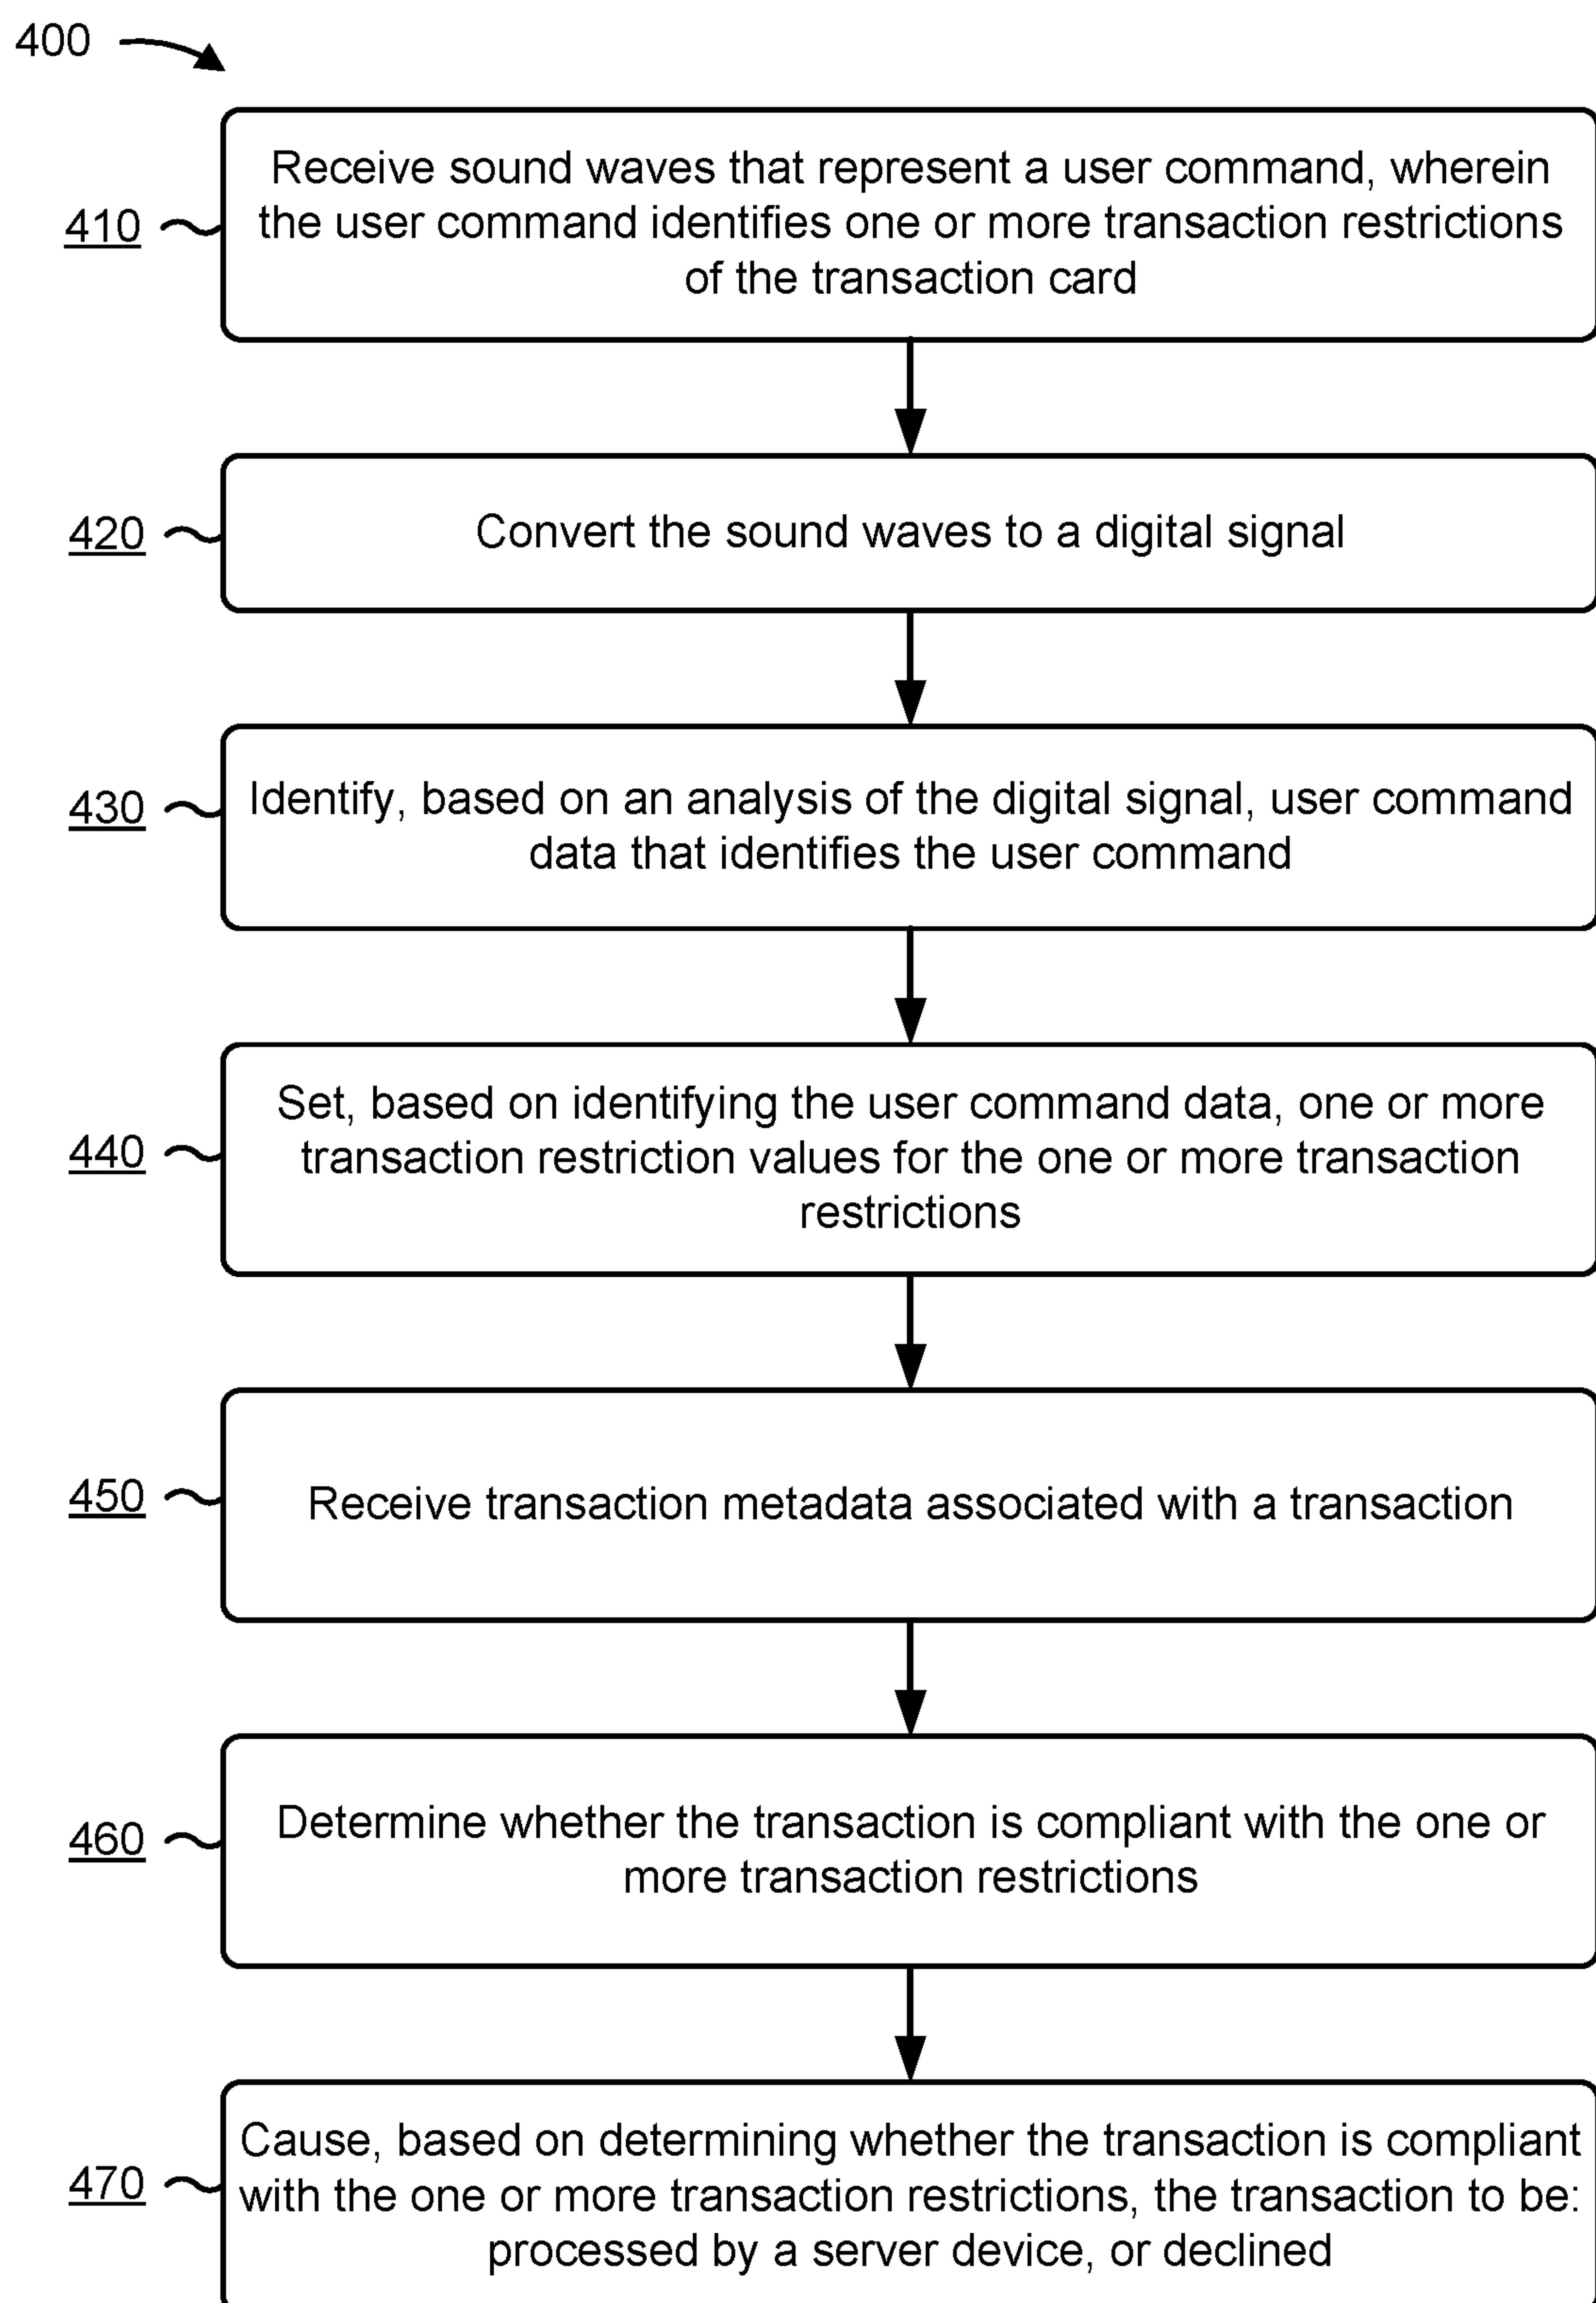 400
410
Receive sound waves that represent a user command, wherein
the user command identifies one or more transaction restrictions
of the transaction card
420
Convert the sound waves to a digital signal
430
Identify, based on an analysis of the digital signal, user command
data that identifies the user command
440
Set, based on identifying the user command data, one or more
transaction restriction values for the one or more transaction
restrictions
450
Receive transaction metadata associated with a transaction
460
Determine whether the transaction is compliant with the one or
more transaction restrictions
470
Cause, based on determining whether the transaction is compliant
with the one or more transaction restrictions, the transaction to be:
processed by a server device, or declined